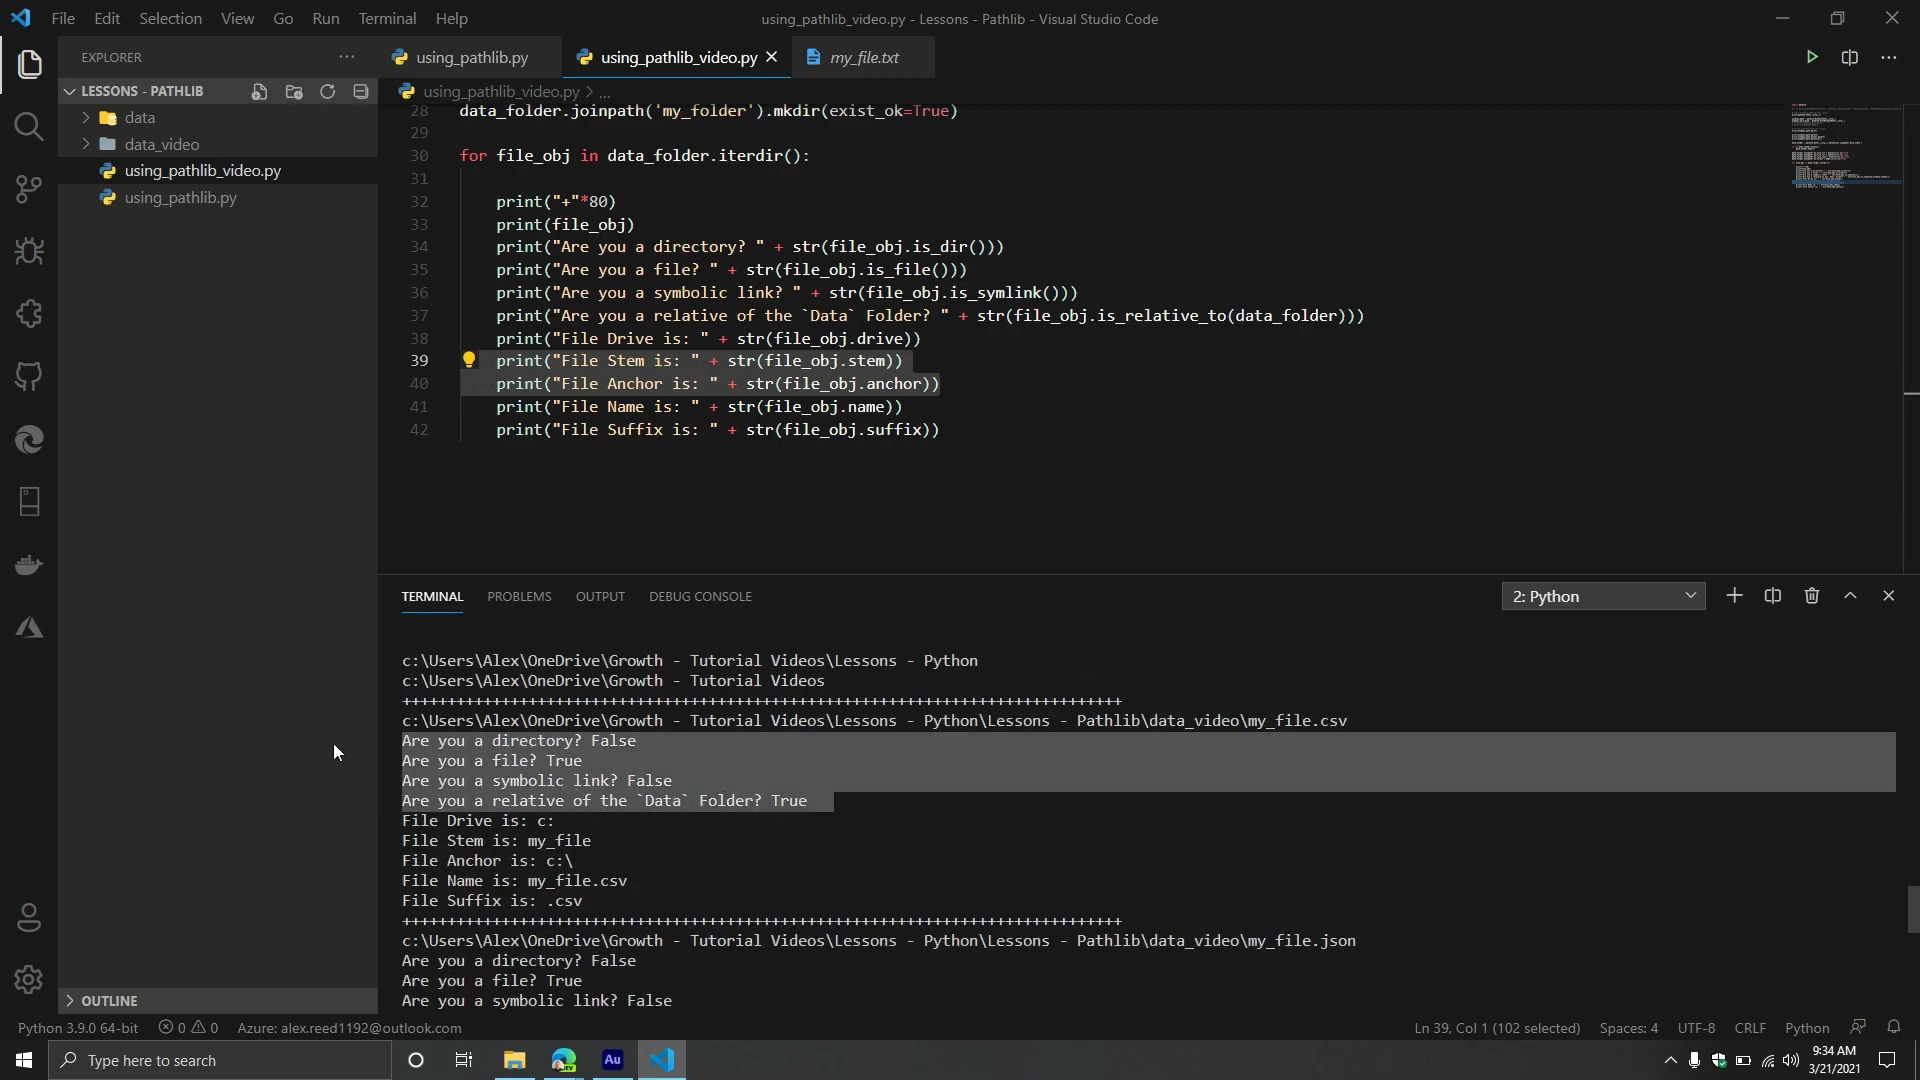 File Edit Selection View Go Run Terminal Help
using_pathlib_video.py - Lessons - Pathlib - Visual Studio Code
EXPLORER
using_pathlib.py
using_pathlib_video.py
my_file.txt
LESSONS - PATHLIB
data
data_video
using_pathlib_video.py
using_pathlib.py
using_pathlib_video.py > ...
28 data_folder.joinpath('my_folder').mkdir(exist_ok=True)
29
30 for file_obj in data_folder.iterdir():
31
32 print("+"*80)
33 print(file_obj)
34 print("Are you a directory? " + str(file_obj.is_dir()))
35 print("Are you a file? " + str(file_obj.is_file()))
36 print("Are you a symbolic link? " + str(file_obj.is_symlink()))
37 print("Are you a relative of the `Data` Folder? " + str(file_obj.is_relative_to(data_folder)))
38 print("File Drive is: " + str(file_obj.drive))
39 print("File Stem is: " + str(file_obj.stem))
40 print("File Anchor is: " + str(file_obj.anchor))
41 print("File Name is: " + str(file_obj.name))
42 print("File Suffix is: " + str(file_obj.suffix))
TERMINAL PROBLEMS OUTPUT DEBUG CONSOLE
2: Python
c:\Users\Alex\OneDrive\Growth - Tutorial Videos\Lessons - Python
c:\Users\Alex\OneDrive\Growth - Tutorial Videos
++++++++++++++++++++++++++++++++++++++++++++++++++++++++++++++++++++++++++++++++
c:\Users\Alex\OneDrive\Growth - Tutorial Videos\Lessons - Python\Lessons - Pathlib\data_video\my_file.csv
Are you a directory? False
Are you a file? True
Are you a symbolic link? False
Are you a relative of the `Data` Folder? True
File Drive is: c:
File Stem is: my_file
File Anchor is: c:\
File Name is: my_file.csv
File Suffix is: .csv
++++++++++++++++++++++++++++++++++++++++++++++++++++++++++++++++++++++++++++++++
c:\Users\Alex\OneDrive\Growth - Tutorial Videos\Lessons - Python\Lessons - Pathlib\data_video\my_file.json
Are you a directory? False
Are you a file? True
Are you a symbolic link? False
OUTLINE
Python 3.9.0 64-bit 0 0 Azure: alex.reed1192@outlook.com
Ln 39, Col 1 (102 selected) Spaces: 4 UTF-8 CRLF Python
Type here to search
DEV
Au
9:34 AM
3/21/2021